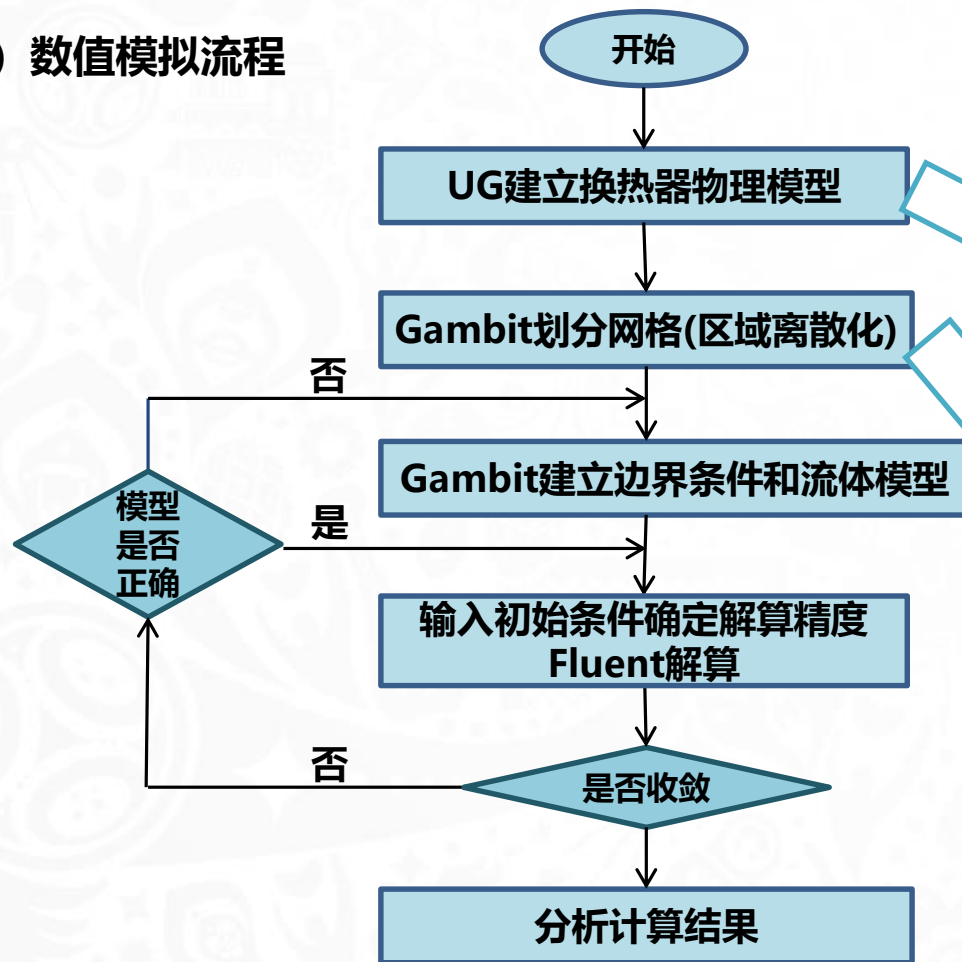 ）数值模拟流程
开始
UG建立换热器物理模型
Gambit划分网格(区域离散化)
否
Gambit建立边界条件和流体模型
模型
是否
正确
是
输入初始条件确定解算精度
Fluent解算
否
是否收敛
分析计算结果